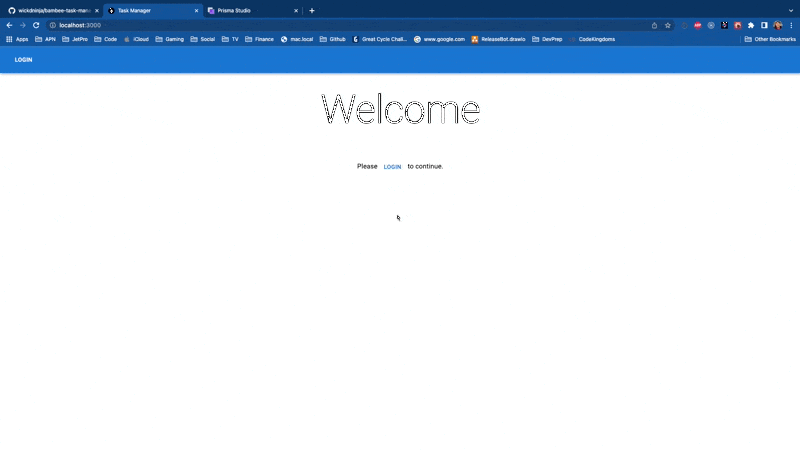 wickdninja/bambee-task-man
Task Manager
Prisma Studio
localhost:3000
Apps APN JetPro Code iCloud Gaming Social TV Finance mac.local Github Great Cycle Chall... www.google.com ReleaseBot.drawio DevPrep CodeKingdoms Other Bookmarks
LOGIN
Welcome
Please LOGIN to continue.